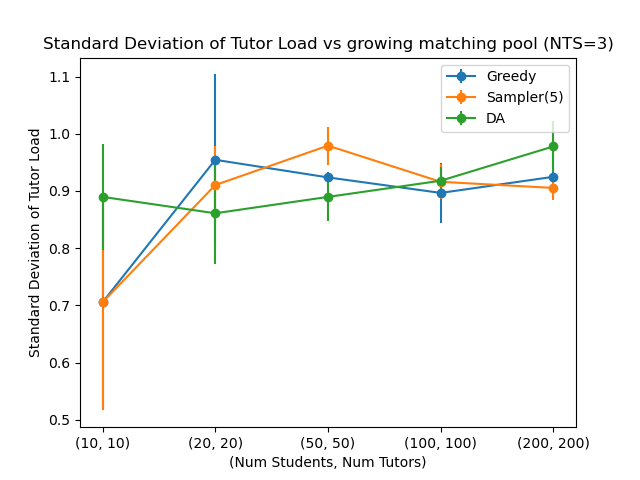 Standard Deviation of Tutor Load vs growing matching pool (NTS=3)
Greedy
Sampler(5)
DA
Standard Deviation of Tutor Load
1.1
1.0
0.9
0.8
0.7
0.6
0.5
(10, 10) (20, 20) (50, 50) (100, 100) (200, 200)
(Num Students, Num Tutors)